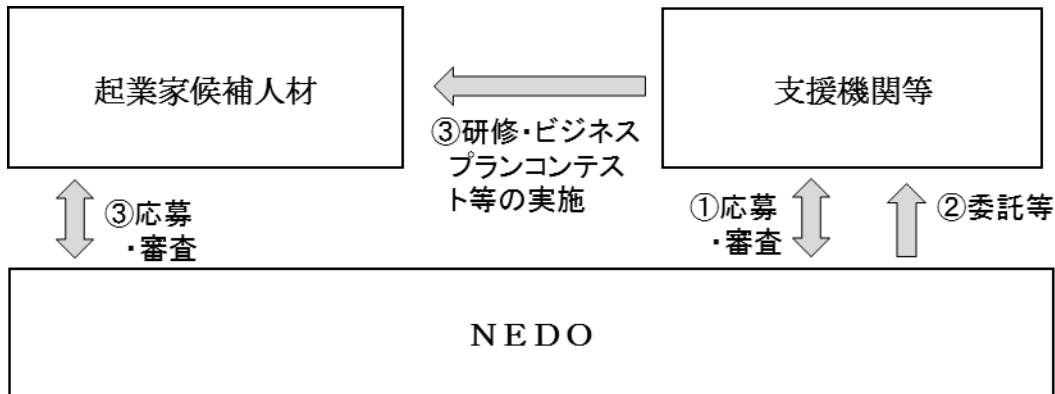 起業家候補人材
支援機関等
③研修・ビジネス
プランコンテス
ト等の実施
③応募
・審査
①応募
・審査
②委託等
NEDO